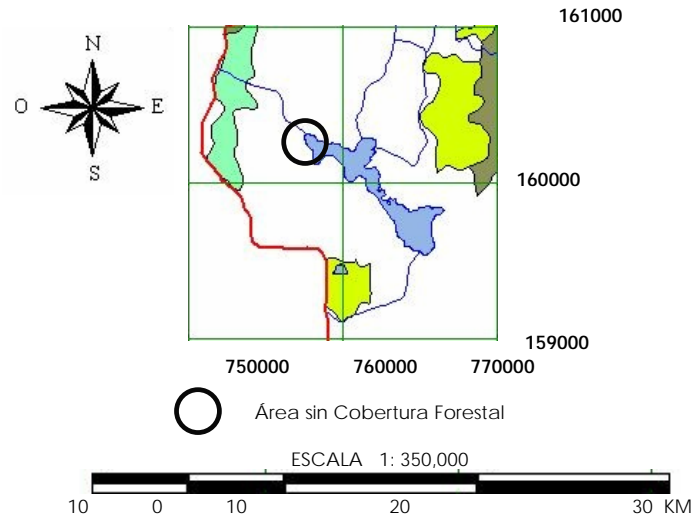 161000
N
O E
S
160000
159000
750000 760000 770000
Área sin Cobertura Forestal
ESCALA 1: 350,000
10 0 10 20 30 KM